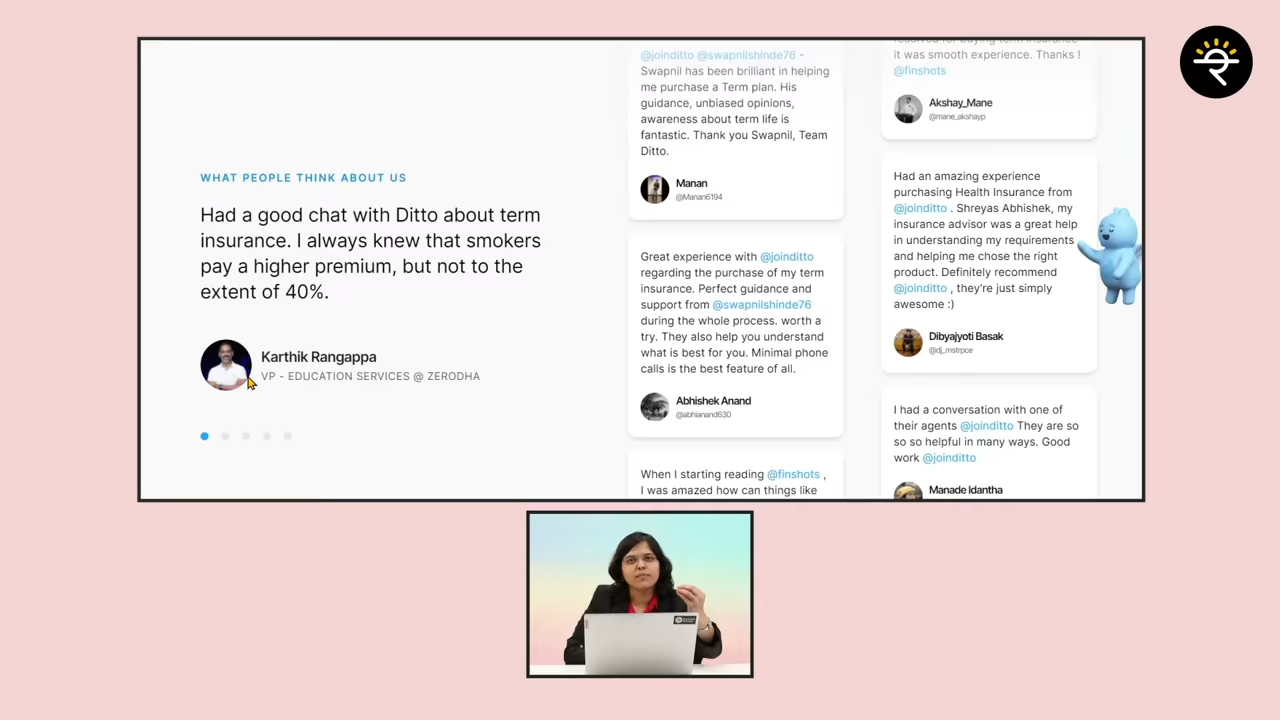 WHAT PEOPLE THINK ABOUT US
Had a good chat with Ditto about term
insurance. I always knew that smokers
pay a higher premium, but not to the
extent of 40%.
Karthik Rangappa
VP - EDUCATION SERVICES @ ZERODHA
@joinditto @swapnilshinde76 -
Swapnil has been brilliant in helping
me purchase a Term plan. His
guidance, unbiased opinions,
awareness about term life is
fantastic. Thank you Swapnil, Team
Ditto.
Manan
@Manan6194
Great experience with @joinditto
regarding the purchase of my term
insurance. Perfect guidance and
support from @swapnilshinde76
during the whole process. worth a
try. They also help you understand
what is best for you. Minimal phone
calls is the best feature of all.
Abhishek Anand
@abhianand630
When I starting reading @finshots ,
I was amazed how can things like
it was smooth experience. Thanks !
@finshots
Akshay_Mane
@mane_akshayp
Had an amazing experience
purchasing Health Insurance from
@joinditto . Shreyas Abhishek, my
insurance advisor was a great help
in understanding my requirements
and helping me chose the right
product. Definitely recommend
@joinditto , they're just simply
awesome :)
Dibyajyoti Basak
@dj_mstrpce
I had a conversation with one of
their agents @joinditto They are so
so so helpful in many ways. Good
work @joinditto
Manade Idantha